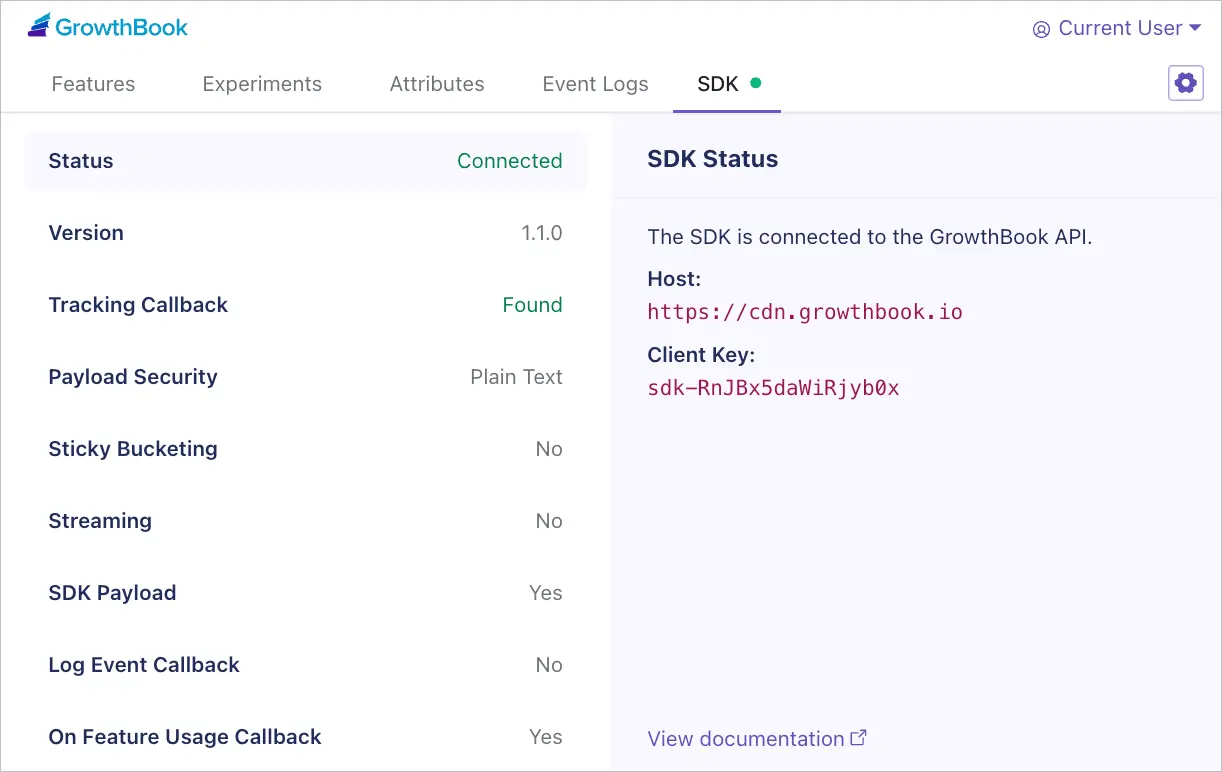 GrowthBook
Current User
Features Experiments Attributes Event Logs SDK
Status Connected
Version 1.1.0
Tracking Callback Found
Payload Security Plain Text
Sticky Bucketing No
Streaming No
SDK Payload Yes
Log Event Callback No
On Feature Usage Callback Yes
SDK Status
The SDK is connected to the GrowthBook API.
Host:
https://cdn.growthbook.io
Client Key:
sdk-RnJBx5daWiRjyb0x
View documentation